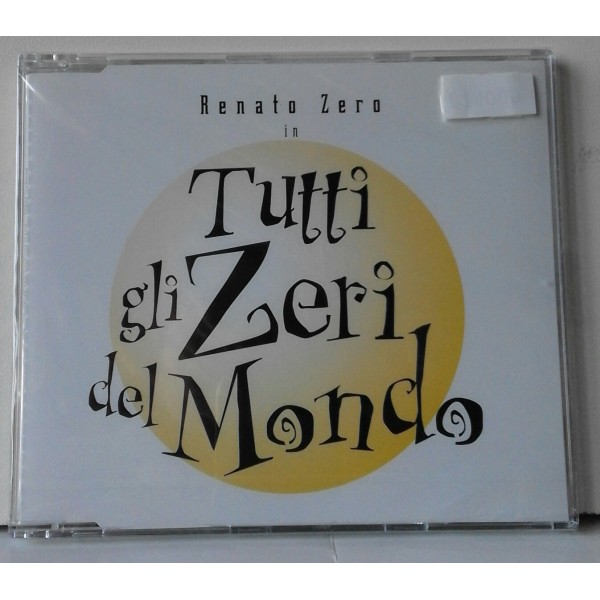 Renato Zero
in
Tutti
gli Zeri
del Mondo